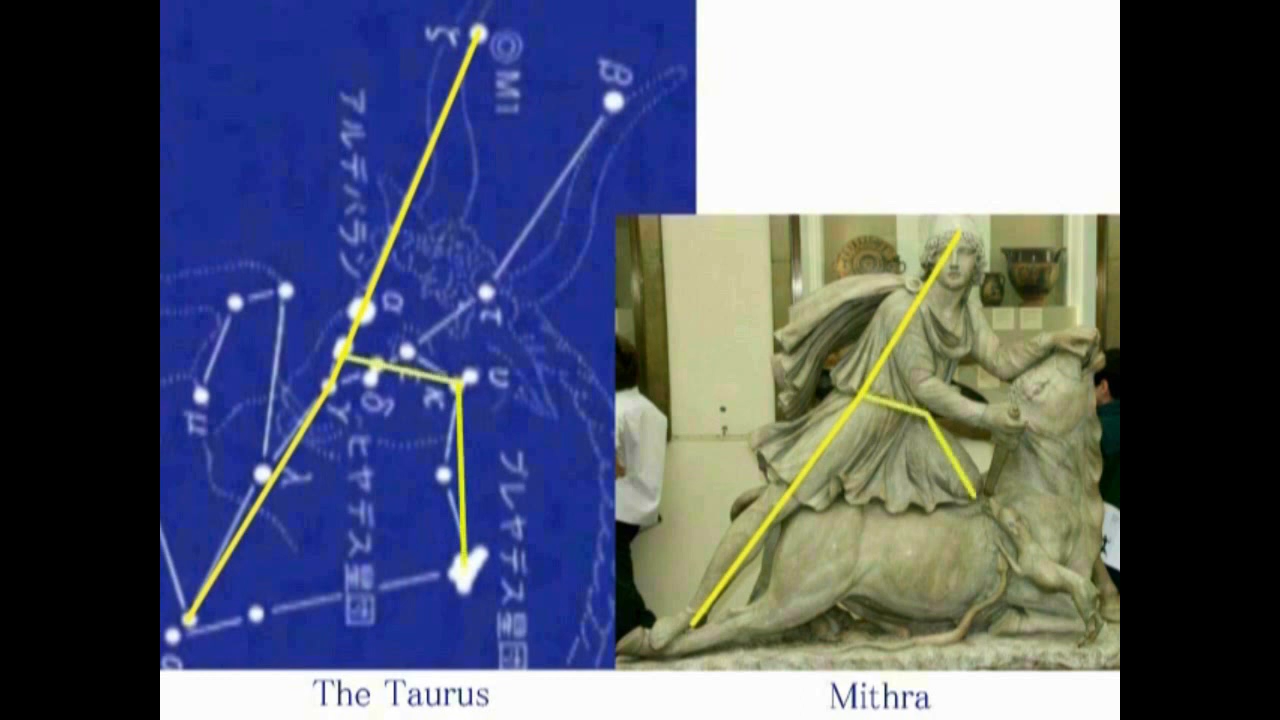 ζ
M1
β
アルデバラン
α
τ
υ
κ
δ
γ
μ
λ
ヒヤデス星団
プレヤデス星団
ο
The Taurus
Mithra